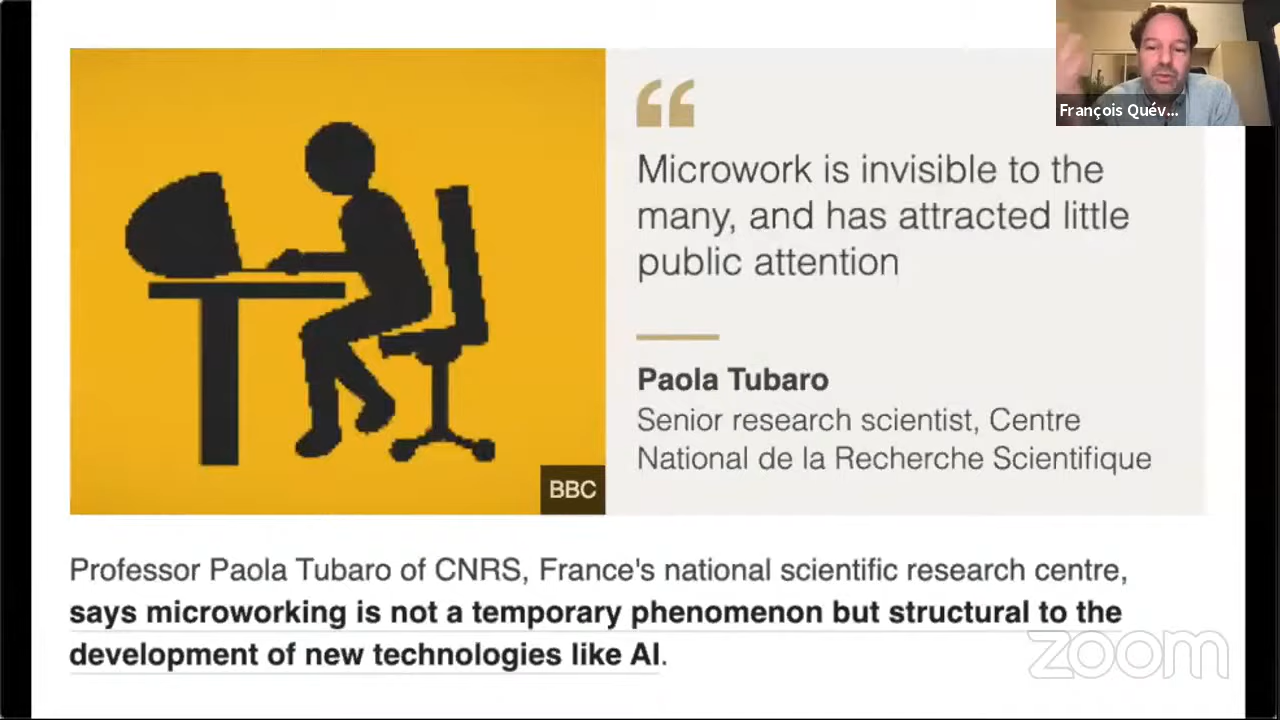 François Quév...
“
Microwork is invisible to the
many, and has attracted little
public attention
Paola Tubaro
Senior research scientist, Centre
National de la Recherche Scientifique
BBC
Professor Paola Tubaro of CNRS, France's national scientific research centre,
says microworking is not a temporary phenomenon but structural to the
development of new technologies like AI.
zoom